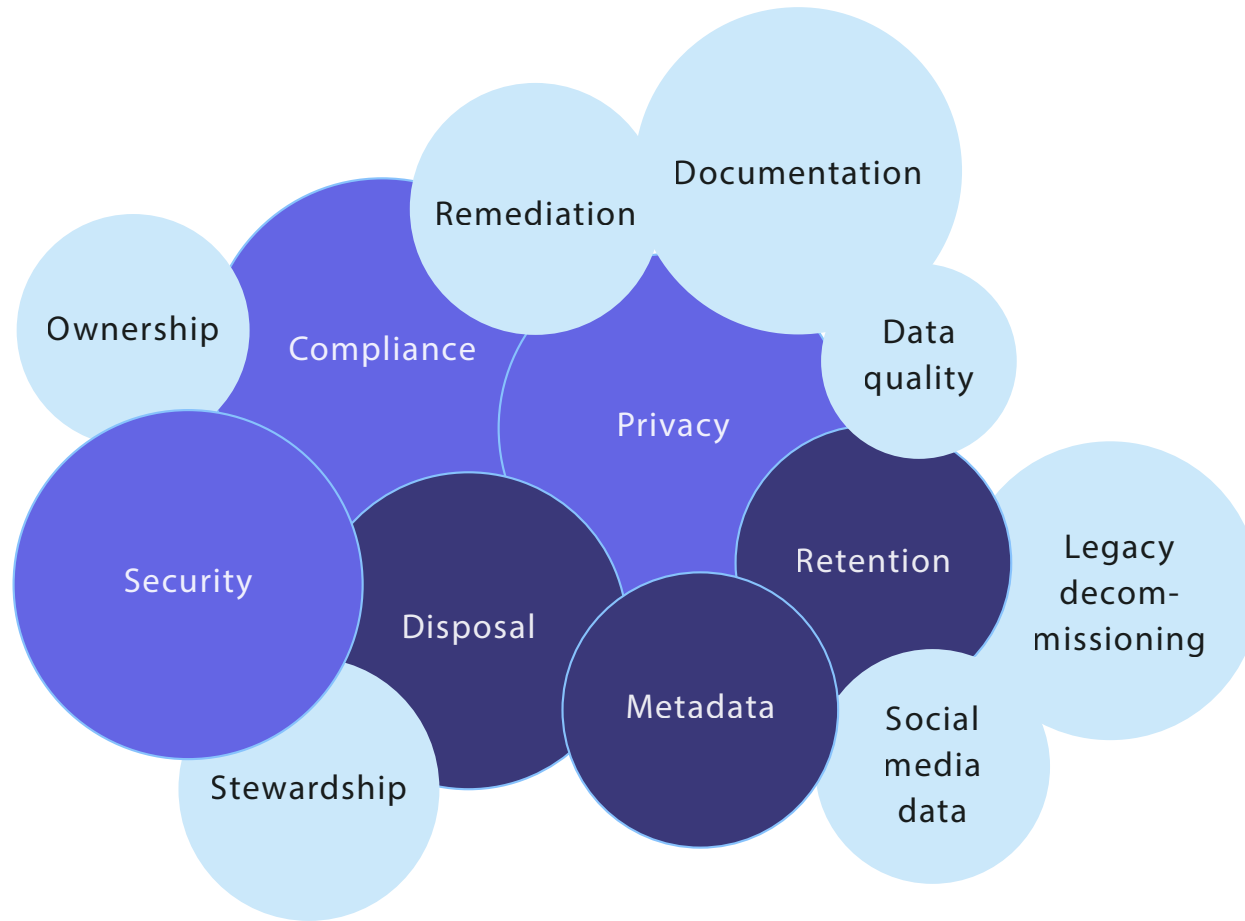 Documentation
Remediation
Ownership
Compliance
Data
quality
Privacy
Security
Disposal
Retention
Legacy
decom-
missioning
Metadata
Social
media
data
Stewardship